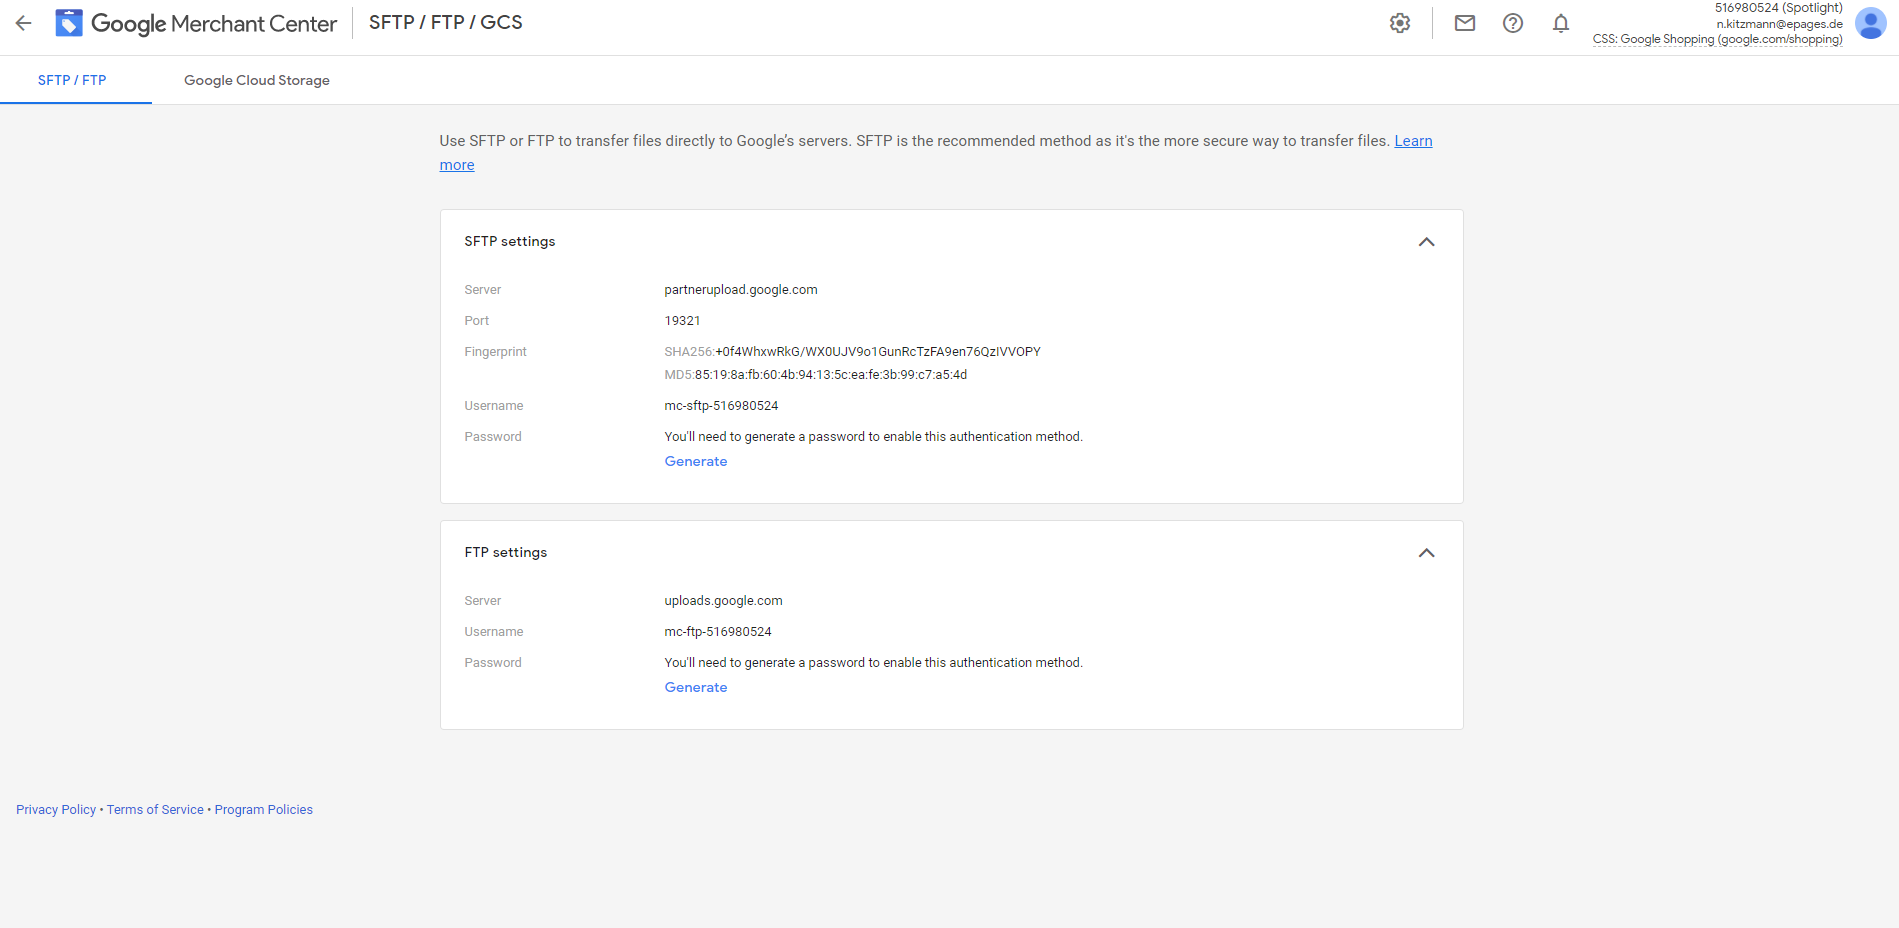 Google Merchant Center
SFTP / FTP / GCS
516980524 (Spotlight)
n.kitzmann@epages.de
CSS: Google Shopping (google.com/shopping)
SFTP / FTP
Google Cloud Storage
Use SFTP or FTP to transfer files directly to Google’s servers. SFTP is the recommended method as it's the more secure way to transfer files. Learn
more
SFTP settings
Server
partnerupload.google.com
Port
19321
Fingerprint
SHA256:+0f4WhxwRkG/WX0UJV9o1GunRcTzFA9en76QzIVVOPY
MD5:85:19:8a:fb:60:4b:94:13:5c:ea:fe:3b:99:c7:a5:4d
Username
mc-sftp-516980524
Password
You'll need to generate a password to enable this authentication method.
Generate
FTP settings
Server
uploads.google.com
Username
mc-ftp-516980524
Password
You'll need to generate a password to enable this authentication method.
Generate
Privacy Policy • Terms of Service • Program Policies